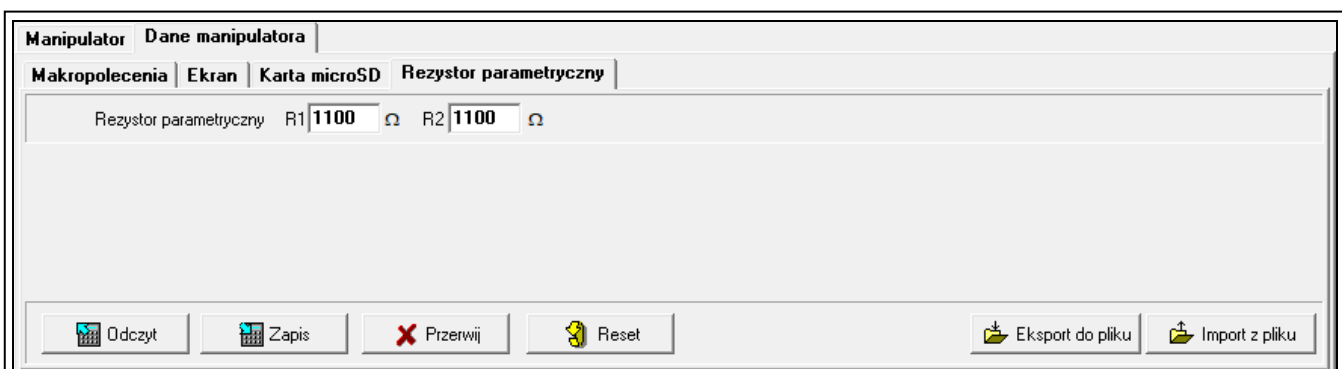 Manipulator Dane manipulatora
Makropolecenia Ekran Karta microSD Rezystor parametryczny
Rezystor parametryczny R1 1100 Ω R2 1100 Ω
Odczyt Zapis Przerwij Reset Eksport do pliku Import z pliku